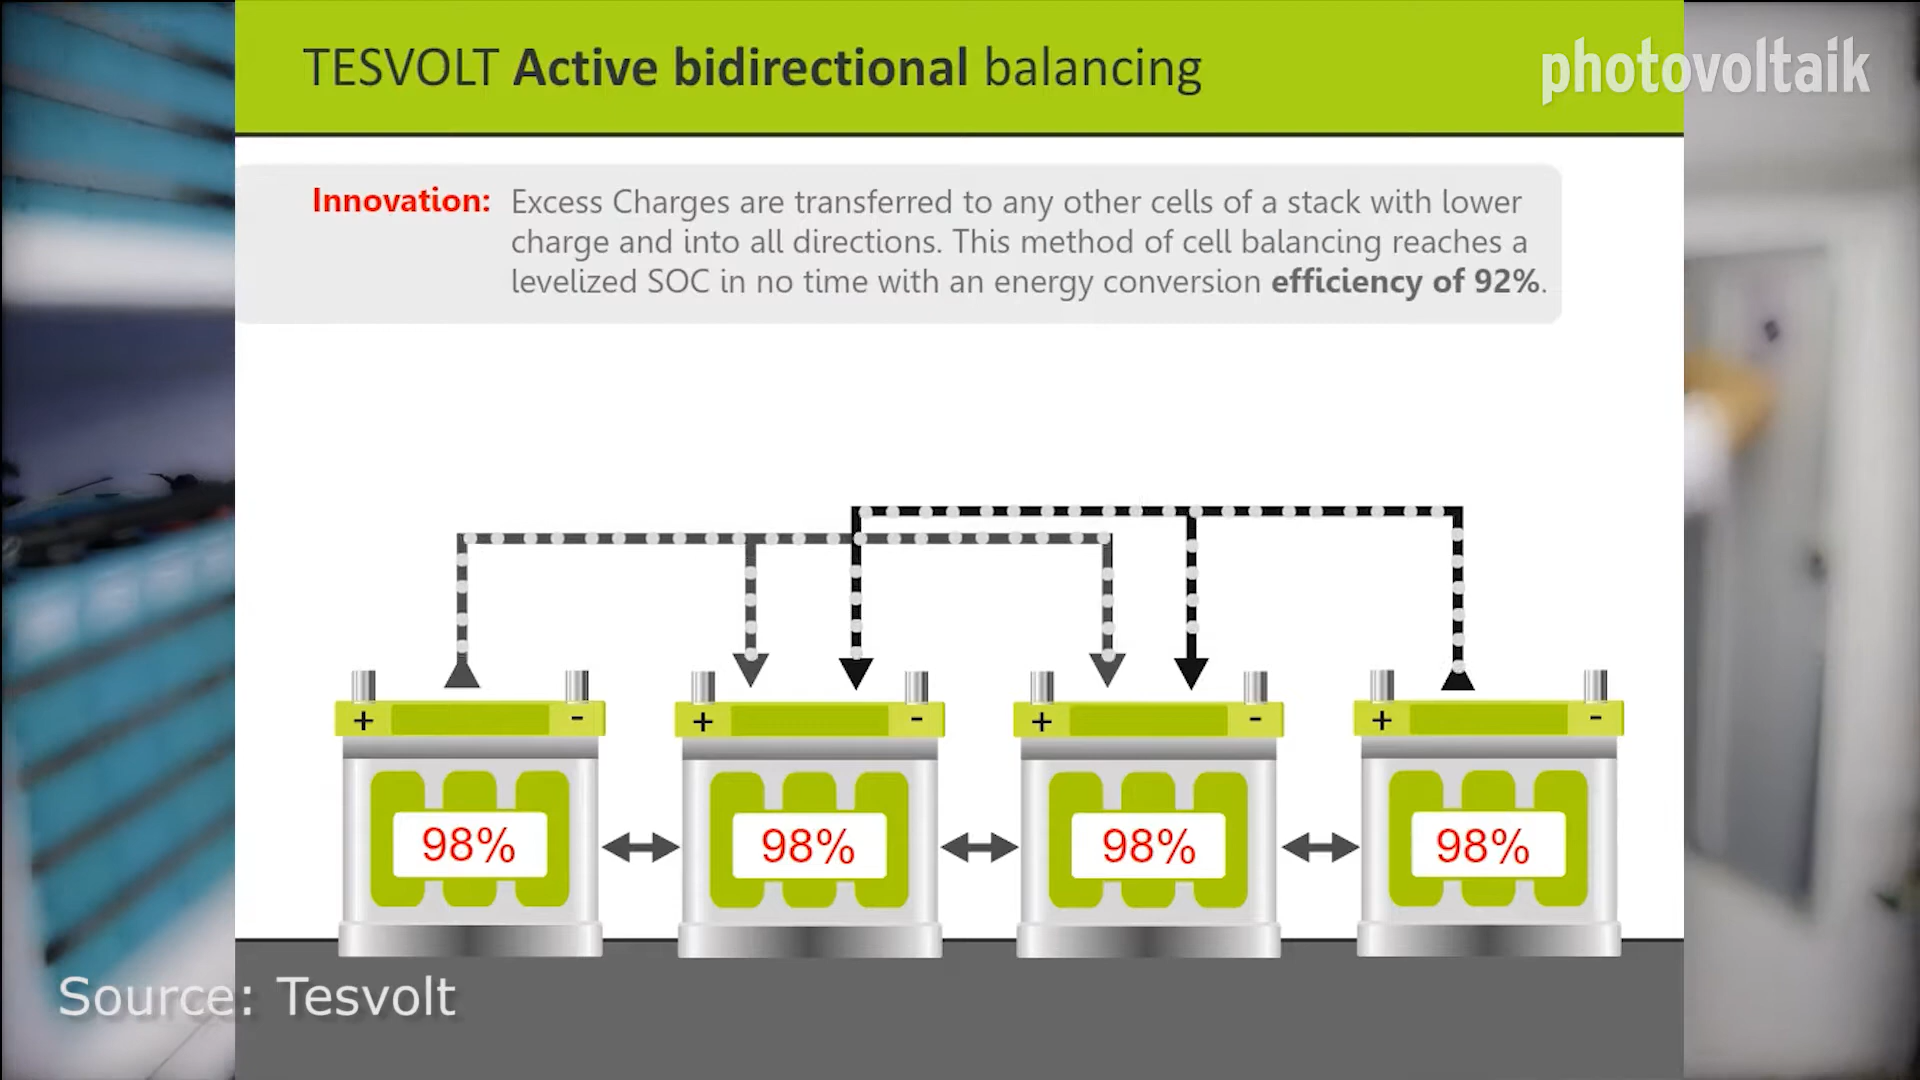 TESVOLT Active bidirectional balancing
photovoltaik
Innovation: Excess Charges are transferred to any other cells of a stack with lower
charge and into all directions. This method of cell balancing reaches a
levelized SOC in no time with an energy conversion efficiency of 92%.
+ - + - + - + -
98% 98% 98% 98%
Source: Tesvolt